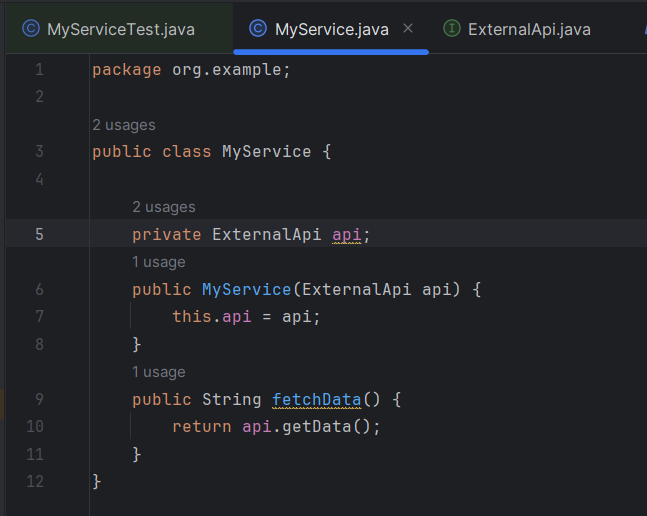 MyServiceTest.java MyService.java ExternalApi.java
1 package org.example;
2
2 usages
3 public class MyService {
4
2 usages
5 private ExternalApi api;
1 usage
6 public MyService(ExternalApi api) {
7 this.api = api;
8 }
1 usage
9 public String fetchData() {
10 return api.getData();
11 }
12 }